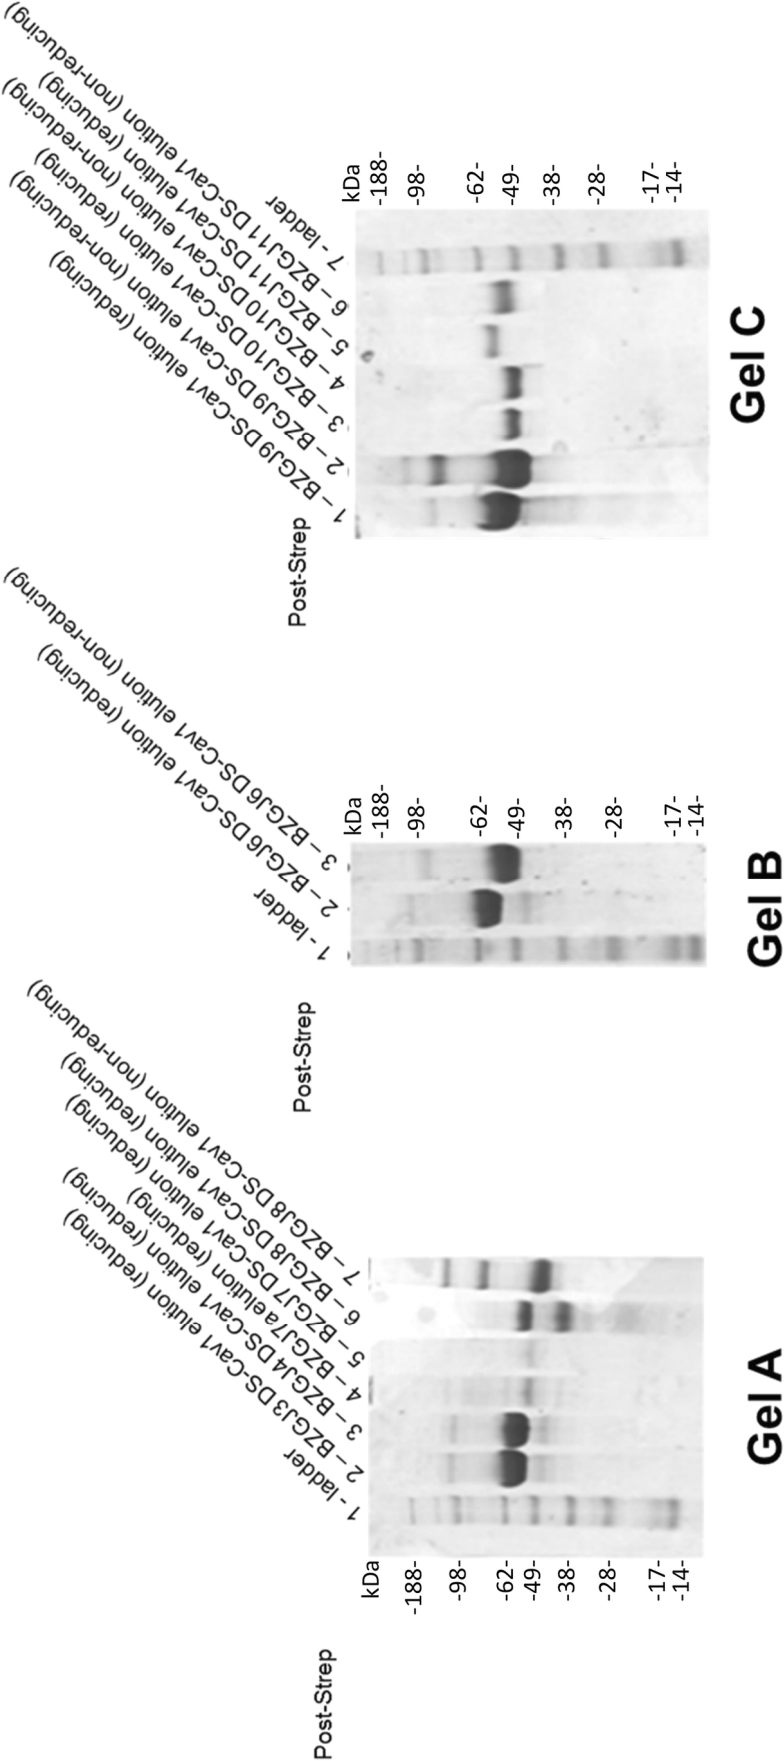 Post-Strep
1 - ladder
2 – BZGJ3 DS-Cav1 elution (reducing)
3 – BZGJ4 DS-Cav1 elution (reducing)
4 – BZGJ7a elution (reducing)
5 – BZGJ7 DS-Cav1 elution (reducing)
6 – BZGJ8 DS-Cav1 elution (reducing)
7 – BZGJ8 DS-Cav1 elution (non-reducing)
kDa
-188-
-98-
-62-
-49-
-38-
-28-
-17-
-14-
Gel A
Post-Strep
1 - ladder
2 – BZGJ6 DS-Cav1 elution (reducing)
3 – BZGJ6 DS-Cav1 elution (non-reducing)
kDa
-188-
-98-
-62-
-49-
-38-
-28-
-17-
-14-
Gel B
Post-Strep
1 – BZGJ9 DS-Cav1 elution (reducing)
2 – BZGJ9 DS-Cav1 elution (non-reducing)
3 – BZGJ10 DS-Cav1 elution (reducing)
4 – BZGJ10 DS-Cav1 elution (non-reducing)
5 – BZGJ11 DS-Cav1 elution (reducing)
6 – BZGJ11 DS-Cav1 elution (non-reducing)
7 - ladder
kDa
-188-
-98-
-62-
-49-
-38-
-28-
-17-
-14-
Gel C